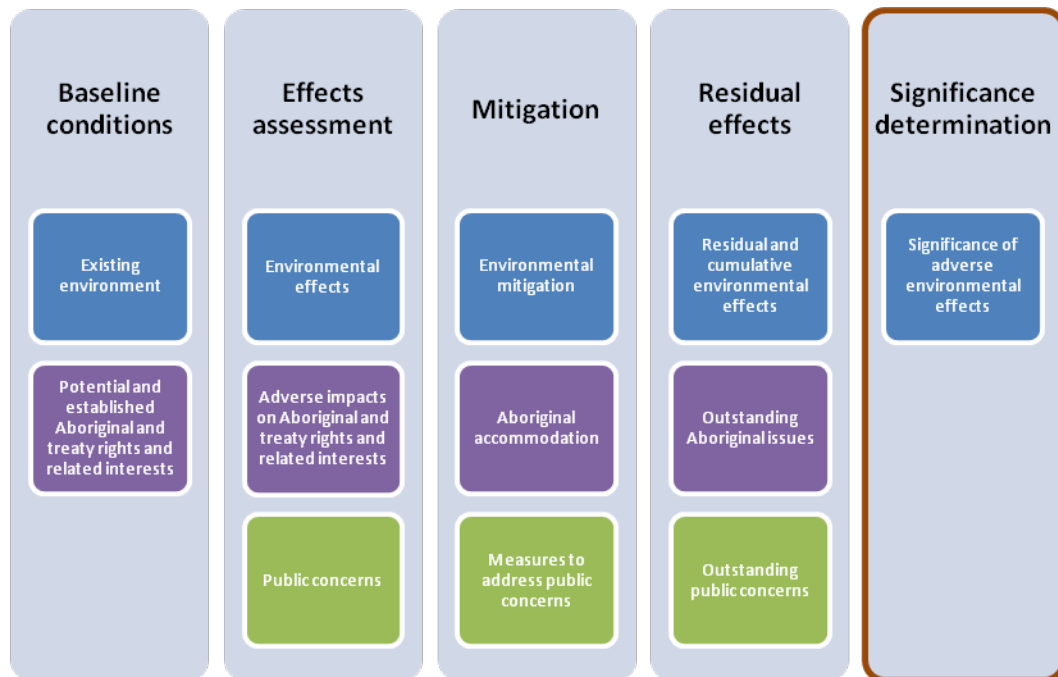 Baseline
conditions
Existing
environment
Potential and
established
Aboriginal and
treaty rights and
related interests
Effects
assessment
Environmental
effects
Adverse impacts
on Aboriginal and
treaty rights and
related interests
Public concerns
Mitigation
Environmental
mitigation
Aboriginal
accommodation
Measures to
address public
concerns
Residual
effects
Residual and
cumulative
environmental
effects
Outstanding
Aboriginal issues
Outstanding
public concerns
Significance
determination
Significance of
adverse
environmental
effects